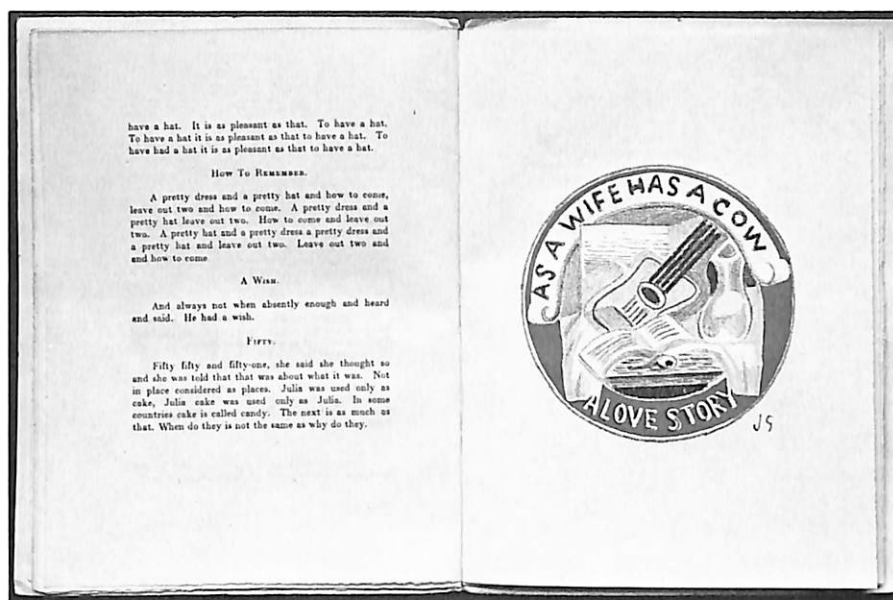 have a hat. It is as pleasant as that. To have a hat.
To have a hat it is as pleasant as that to have a hat. To
have had a hat it is pleasant as that to have a hat.
How To Remember.
A pretty dress and a pretty hat and how to come,
leave out two and how to come. A pretty dress and a
pretty hat leave out two. How to come and leave out
two. A pretty hat and a pretty dress a pretty dress and
a pretty hat and leave out two. Leave out two and
and how to come
A Wish.
And always not when absently enough and heard
and said. He had a wish.
Fifty.
Fifty fifty and fifty-one, she said she thought so
and she was told that that was about what it was. Not
in place considered as places. Julia was used only as
cake, Julia cake was used only as Julia. In some
countries cake is called candy. The next is as much as
that. When do they is not the same as why do they.
AS A WIFE HAS A COW
A LOVE STORY
JG